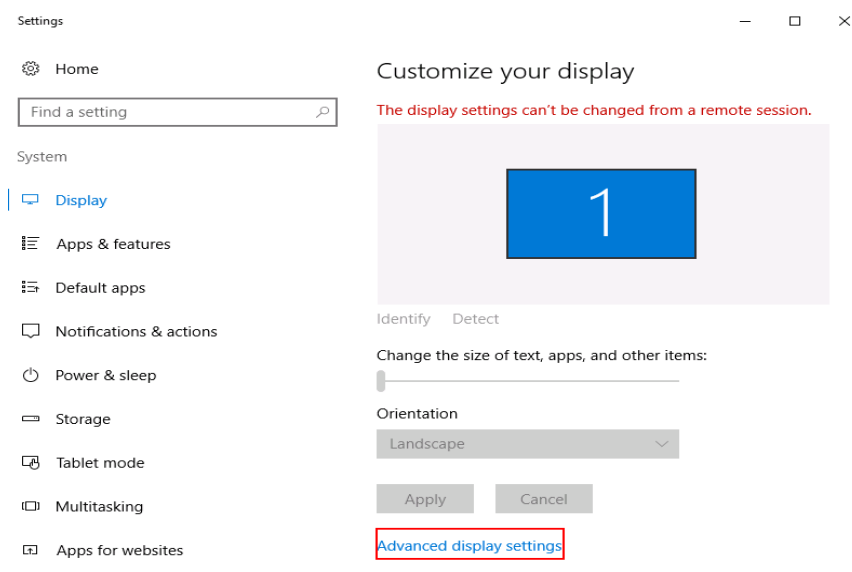 Settings
Home
Find a setting
System
Display
Apps & features
Default apps
Notifications & actions
Power & sleep
Storage
Tablet mode
Multitasking
Apps for websites
Customize your display
The display settings can't be changed from a remote session.
1
Identify Detect
Change the size of text, apps, and other items:
Orientation
Landscape
Apply Cancel
Advanced display settings